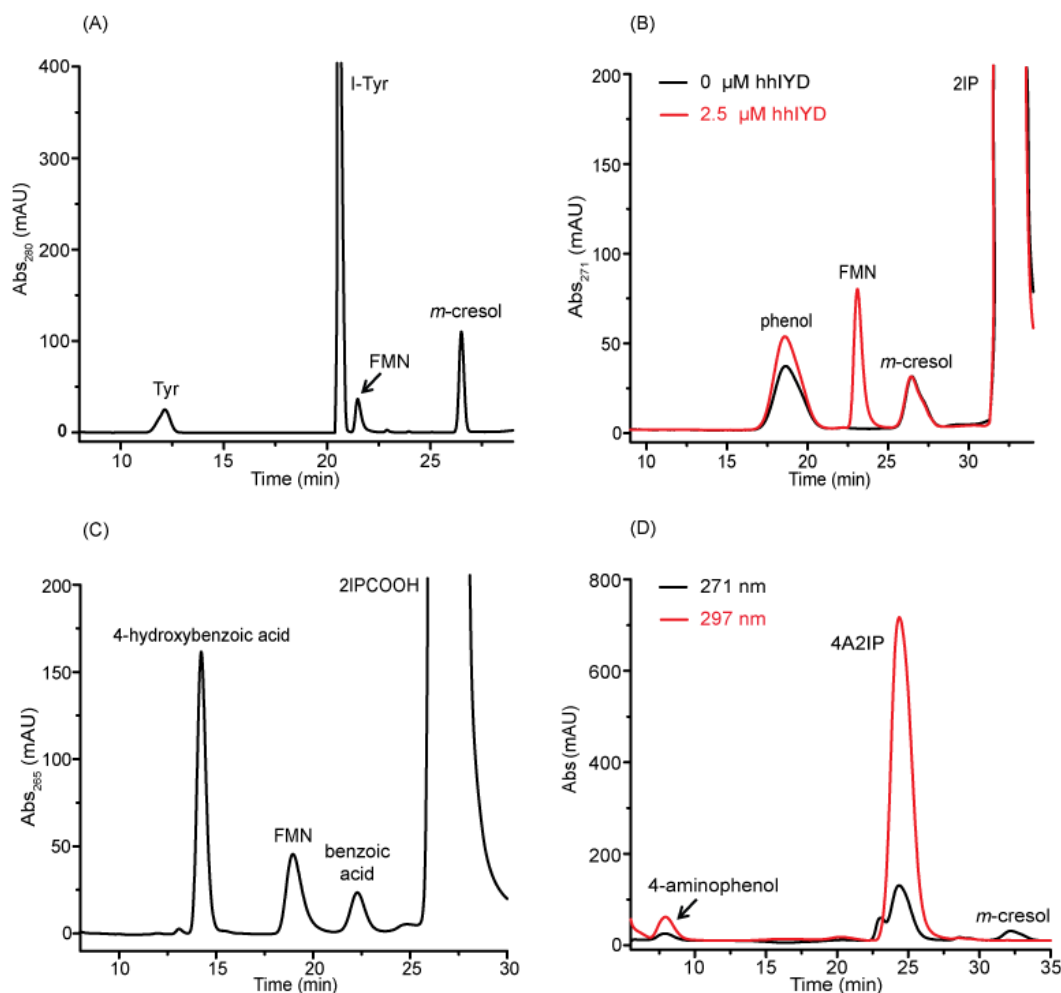 (A)
400
300
200
100
0
Abs280 (mAU)
I-Tyr
Tyr
FMN
m-cresol
10 15 20 25
Time (min)
(B)
200
150
100
50
0
Abs271 (mAU)
0 µM hhIYD
2.5 µM hhIYD
2IP
FMN
phenol
m-cresol
10 15 20 25 30
Time (min)
(C)
200
150
100
50
0
Abs265 (mAU)
2IPCOOH
4-hydroxybenzoic acid
FMN
benzoic
acid
10 15 20 25 30
Time (min)
(D)
800
600
400
200
0
Abs (mAU)
271 nm
297 nm
4A2IP
4-aminophenol
m-cresol
10 15 20 25 30 35
Time (min)